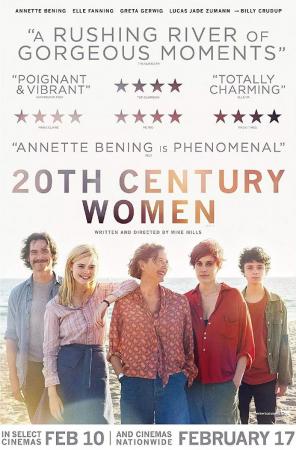 ANNETTE BENING   ELLE FANNING   GRETA GERWIG   LUCAS JADE ZUMANN AND BILLY CRUDUP
"A RUSHING RIVER OF
GORGEOUS MOMENTS"
"POIGNANT
& VIBRANT"
"TOTALLY
CHARMING"
★★★★
★★★★
★★★★
★★★★
"ANNETTE BENING IS PHENOMENAL"
20TH CENTURY
WOMEN
WRITTEN AND DIRECTED BY MIKE MILLS
IN SELECT
CINEMAS FEB 10
AND CINEMAS
NATIONWIDE FEBRUARY 17